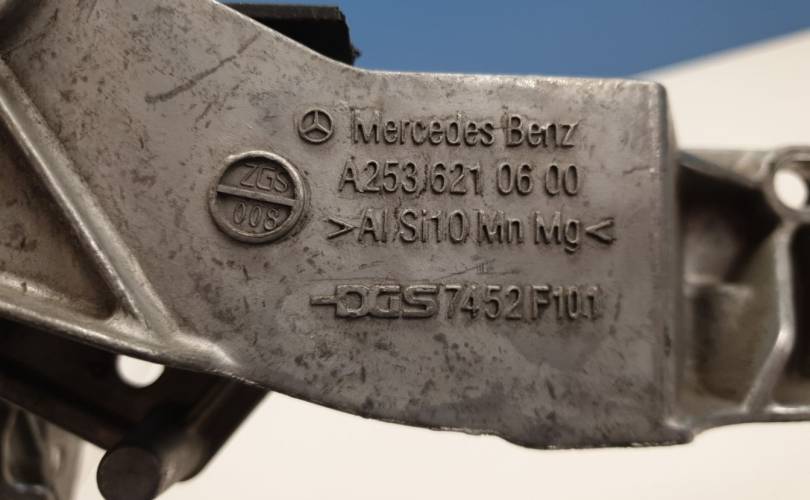 Mercedes Benz
A253/621 06 00
>Al Si10 Mn Mg<
DGS 7452 F101
ZGS
008